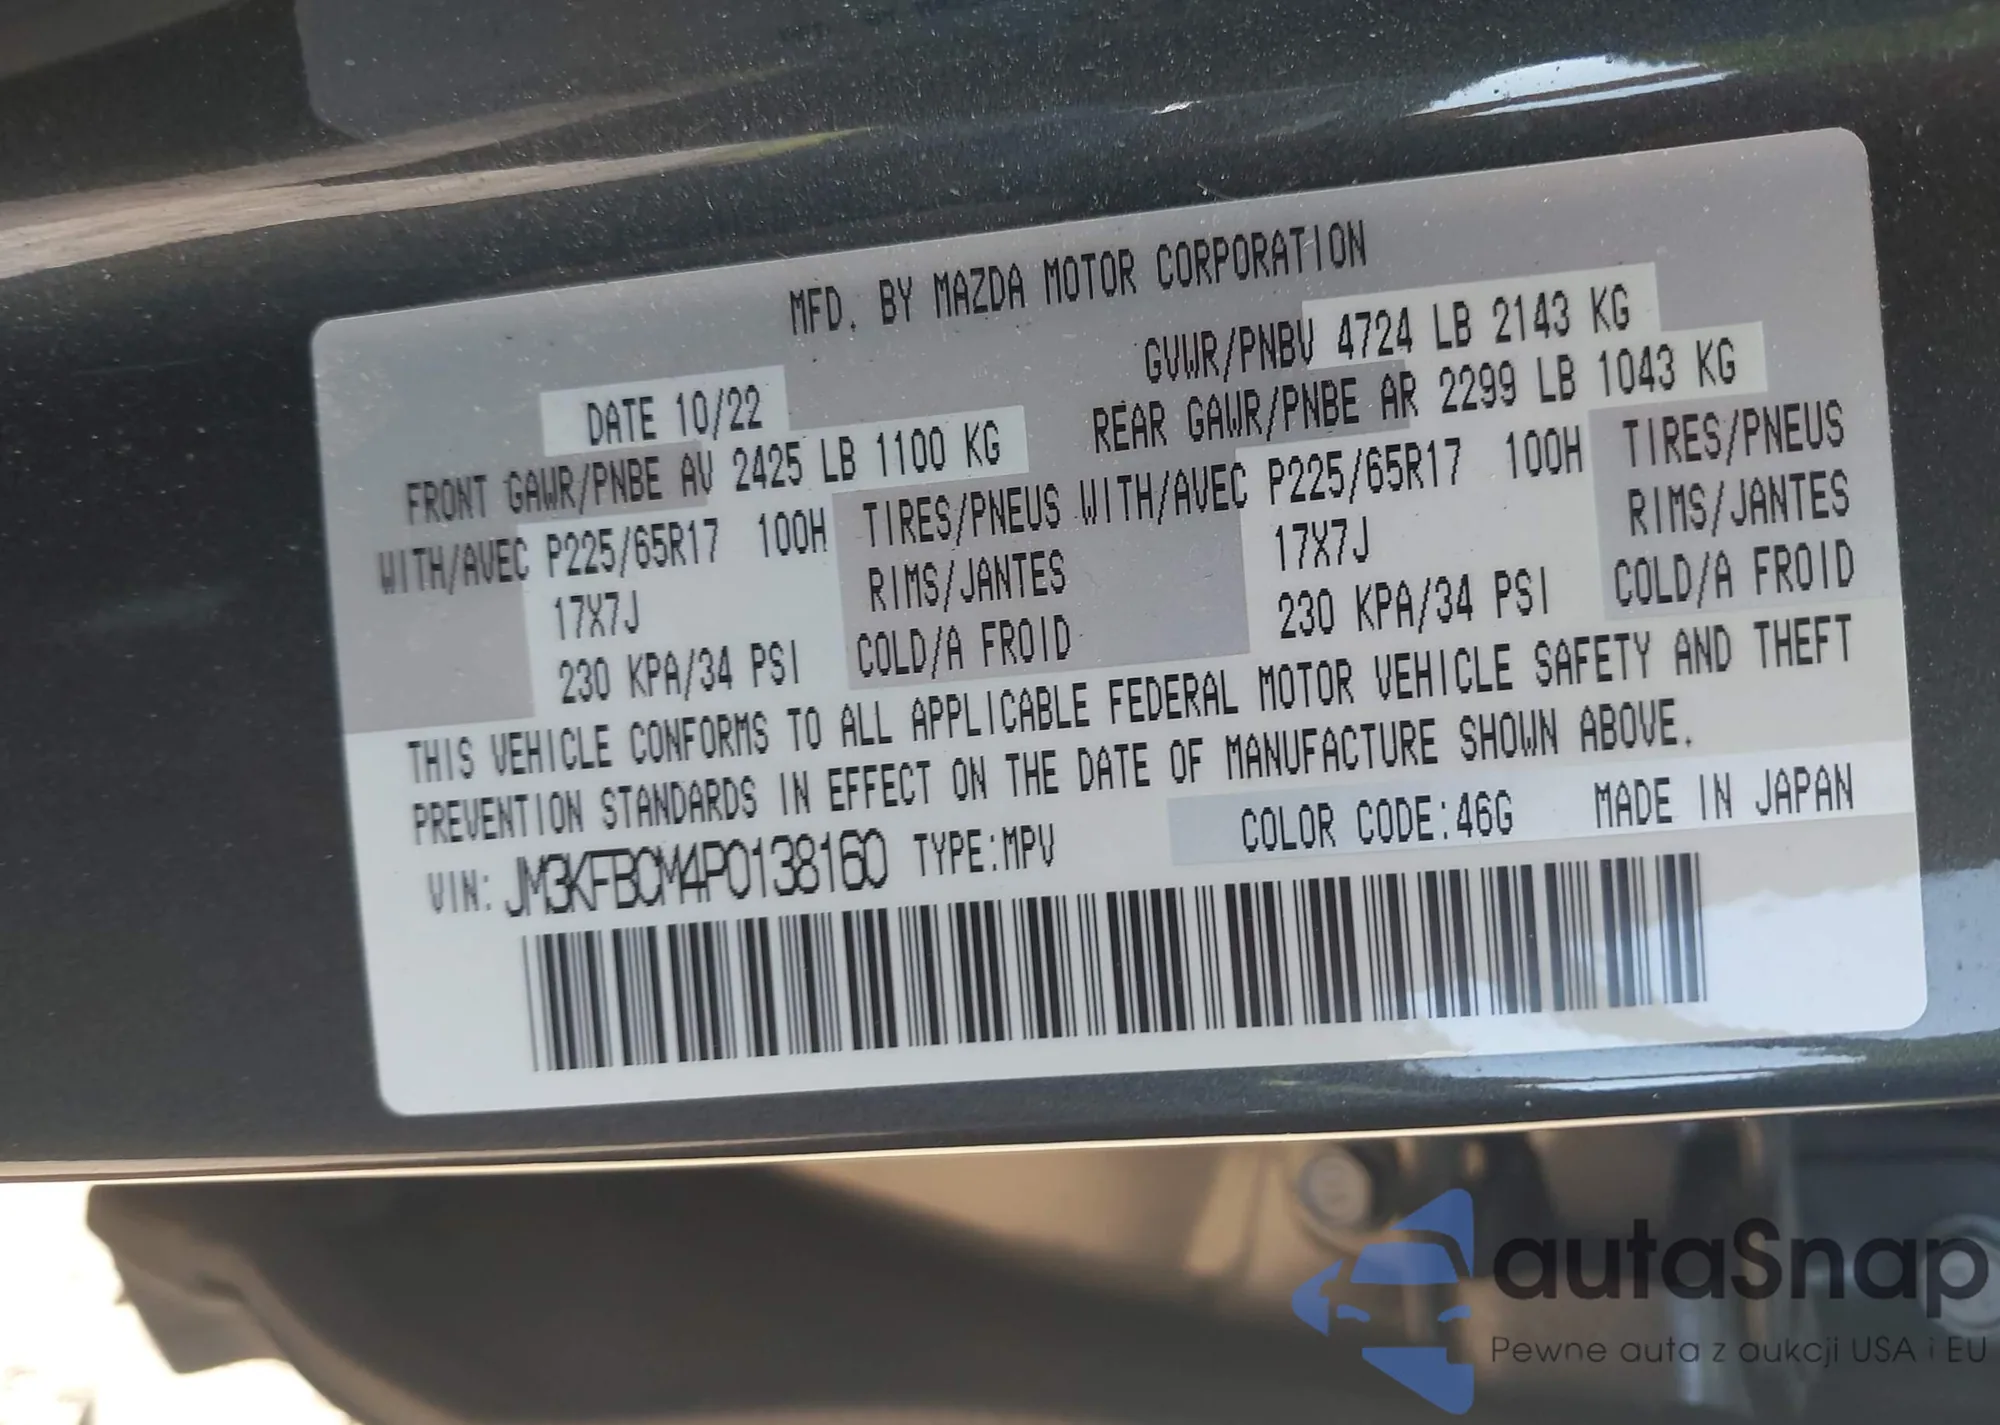 MFD. BY MAZDA MOTOR CORPORATION
GVWR/PNBV 4724 LB 2143 KG
DATE 10/22
REAR GAWR/PNBE AR 2299 LB 1043 KG
FRONT GAWR/PNBE AV 2425 LB 1100 KG
WITH/AVEC P225/65R17 100H TIRES/PNEUS WITH/AVEC P225/65R17 100H TIRES/PNEUS
17X7J RIMS/JANTES 17X7J RIMS/JANTES
230 KPA/34 PSI COLD/A FROID 230 KPA/34 PSI COLD/A FROID
THIS VEHICLE CONFORMS TO ALL APPLICABLE FEDERAL MOTOR VEHICLE SAFETY AND THEFT
PREVENTION STANDARDS IN EFFECT ON THE DATE OF MANUFACTURE SHOWN ABOVE.
VIN: JM3KFBCM4P0138160 TYPE:MPV COLOR CODE:46G MADE IN JAPAN
autaSnap
Pewne auta z aukcji USA i EU